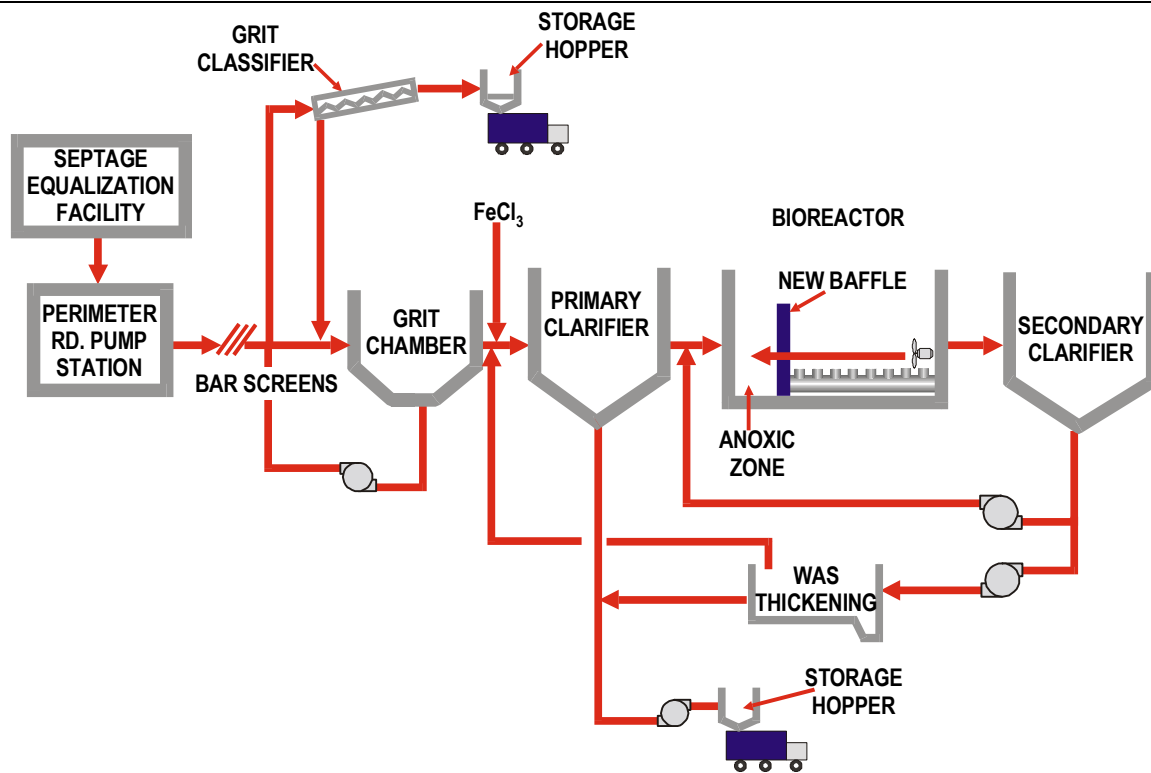 GRIT
CLASSIFIER
STORAGE
HOPPER
SEPTAGE
EQUALIZATION
FACILITY
FeCl₃
BIOREACTOR
NEW BAFFLE
PERIMETER
RD. PUMP
STATION
BAR SCREENS
GRIT
CHAMBER
PRIMARY
CLARIFIER
SECONDARY
CLARIFIER
ANOXIC
ZONE
WAS
THICKENING
STORAGE
HOPPER